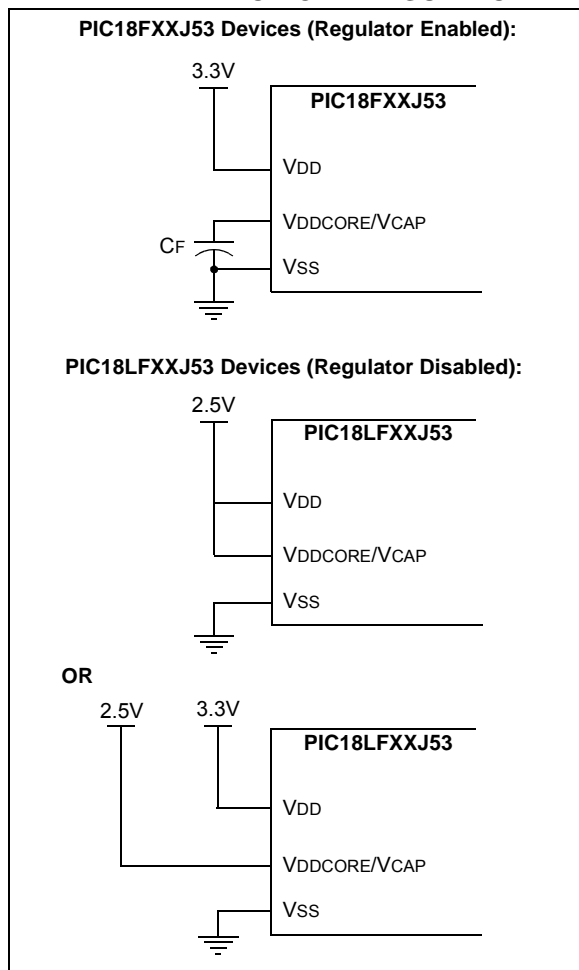 PIC18FXXJ53 Devices (Regulator Enabled):
3.3V
PIC18FXXJ53
VDD
VDDCORE/VCAP
CF
VSS
PIC18LFXXJ53 Devices (Regulator Disabled):
2.5V
PIC18LFXXJ53
VDD
VDDCORE/VCAP
VSS
OR
2.5V 3.3V
PIC18LFXXJ53
VDD
VDDCORE/VCAP
VSS